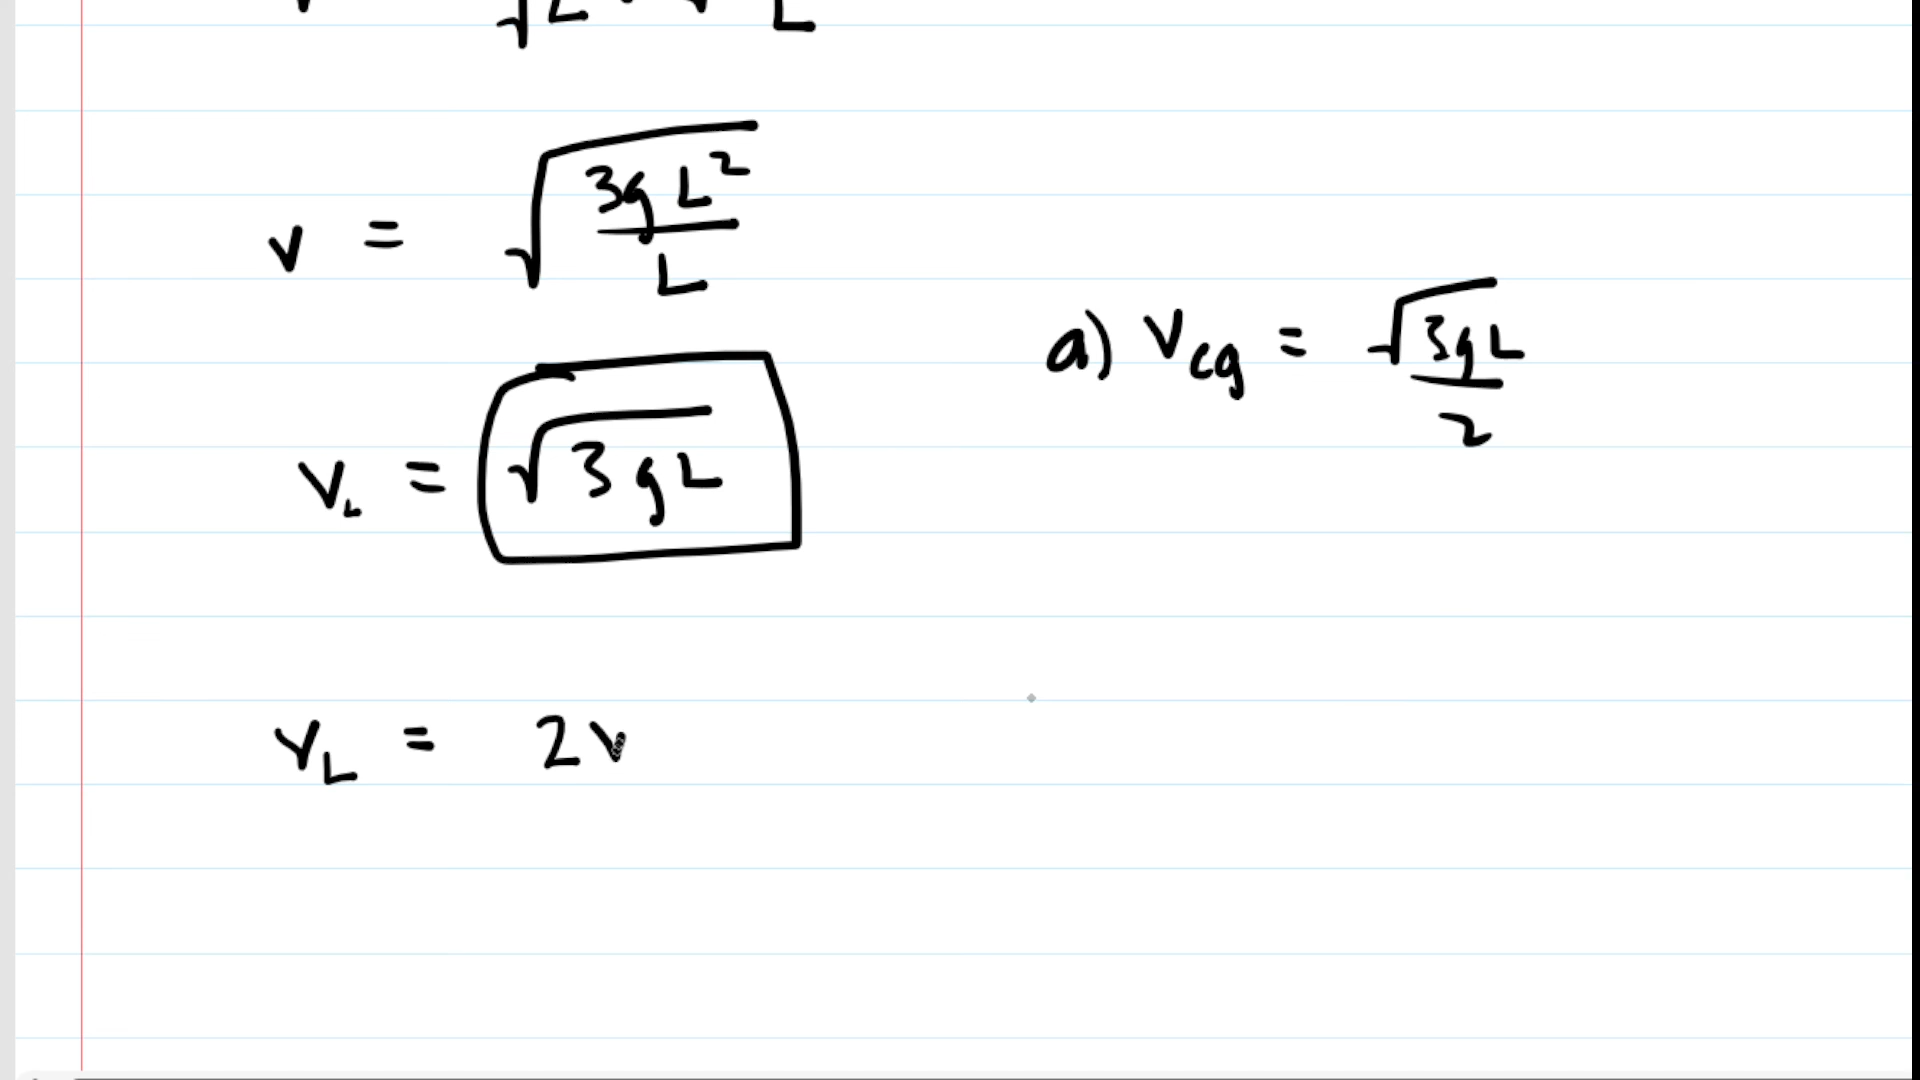 v = √(3gL²/L)
a) v_cg = √(3gL)/2
v_L = √(3gL)
v_L = 2v